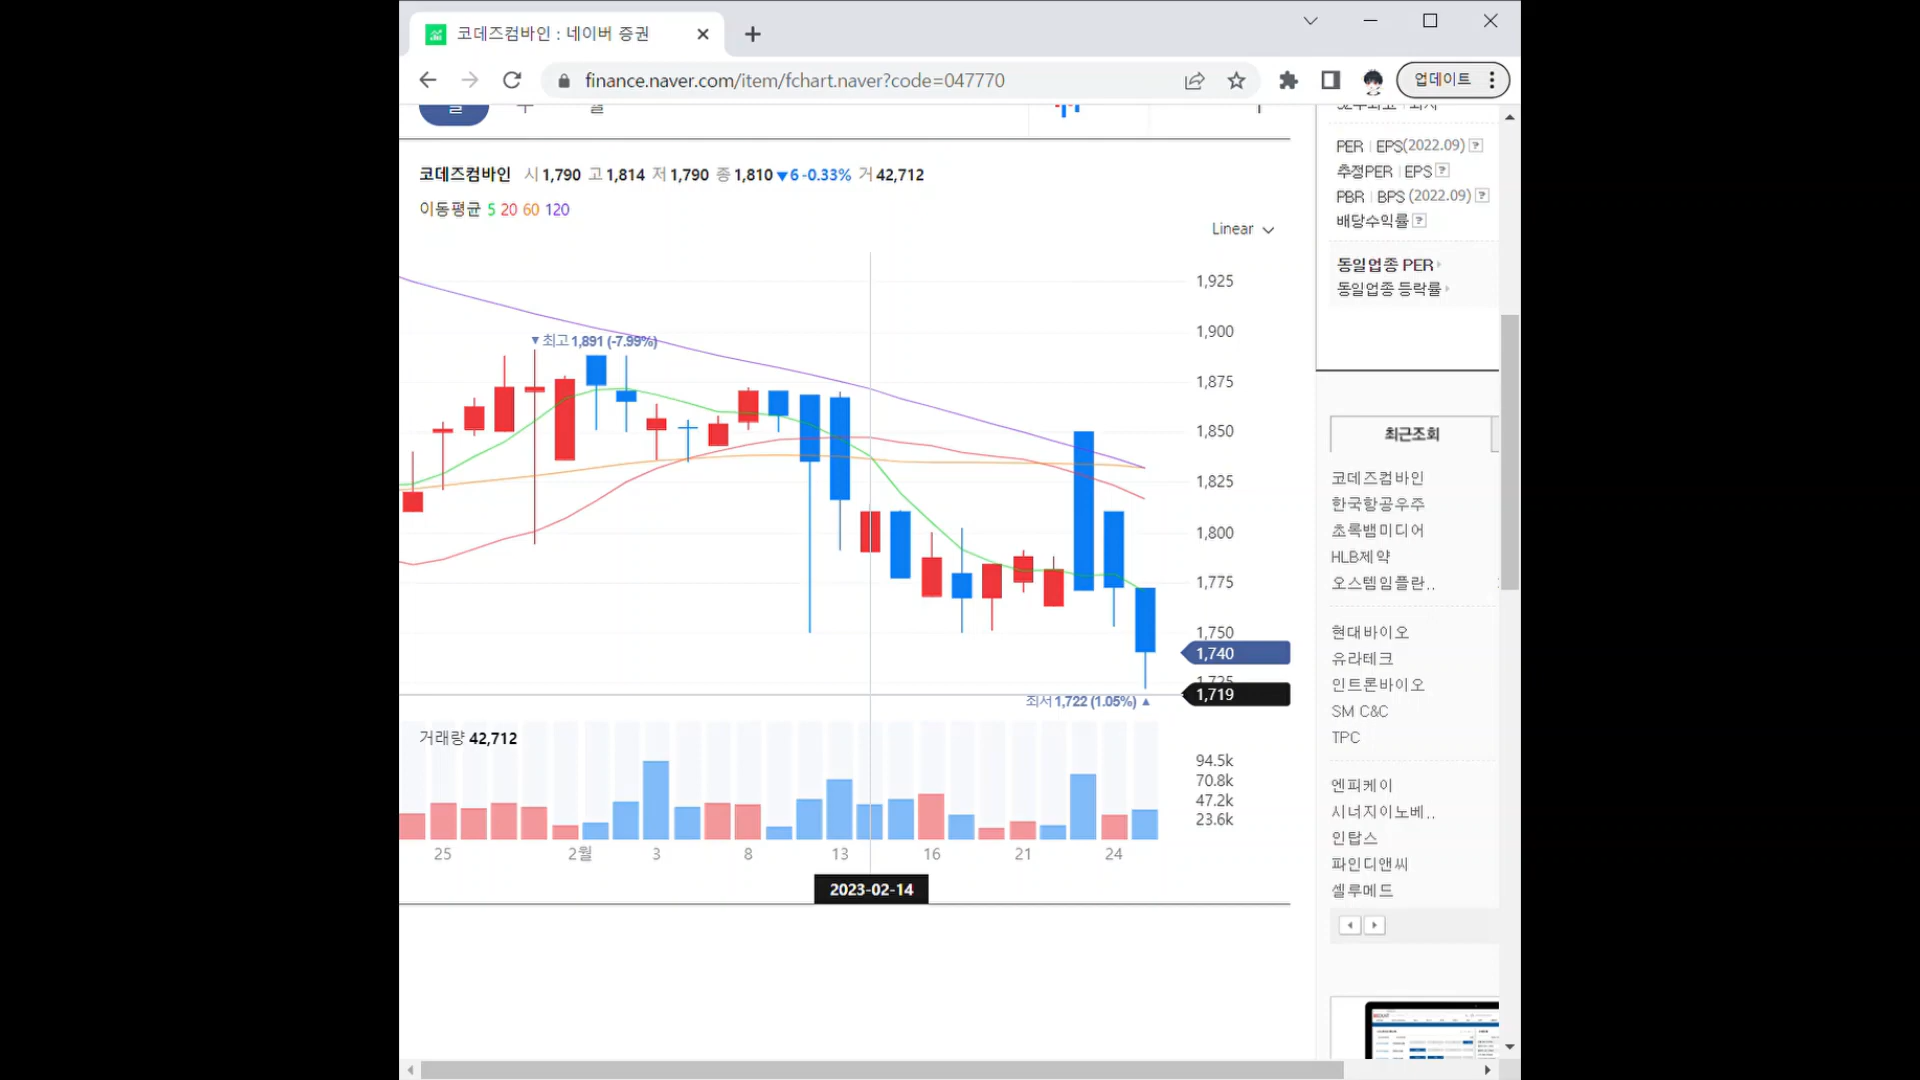 코데즈컴바인 : 네이버 증권
finance.naver.com/item/fchart.naver?code=047770
업데이트
코데즈컴바인 시 1,790 고 1,814 저 1,790 종 1,810 ▼6 -0.33% 거 42,712
이동평균 5 20 60 120
Linear
1,925
▼최고 1,891 (-7.99%)
1,900
1,875
1,850
1,825
1,800
1,775
1,750
1,740
1,719
최저 1,722 (1.05%) ▲
거래량 42,712
94.5k
70.8k
47.2k
23.6k
25 2월 3 8 13 16 21 24
2023-02-14
PER | EPS(2022.09) ?
추정PER | EPS ?
PBR | BPS (2022.09) ?
배당수익률 ?
동일업종 PER
동일업종 등락률
최근조회
코데즈컴바인
한국항공우주
초록뱀미디어
HLB제약
오스템임플란..
현대바이오
유라테크
인트론바이오
SM C&C
TPC
엔피케이
시너지이노베..
인탑스
파인디앤씨
셀루메드